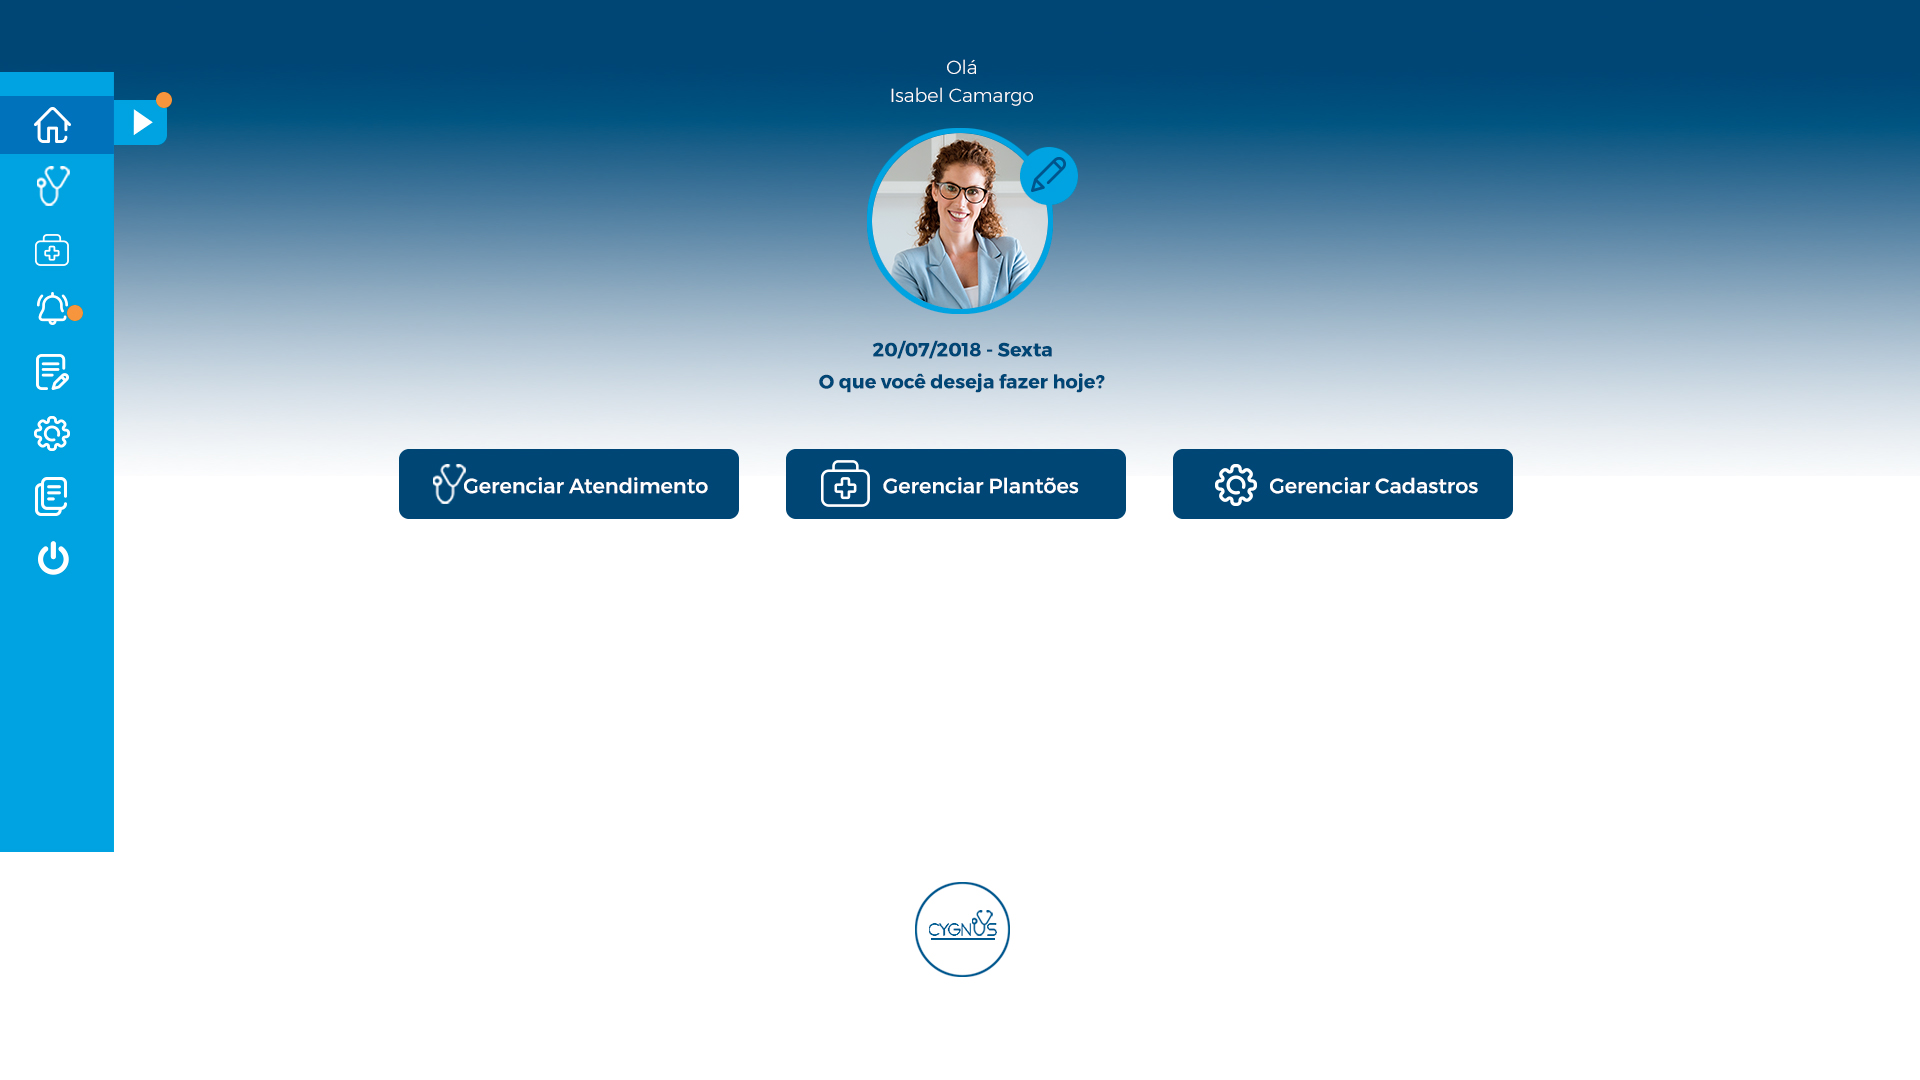 Olá
Isabel Camargo
20/07/2018 - Sexta
O que você deseja fazer hoje?
Gerenciar Atendimento
Gerenciar Plantões
Gerenciar Cadastros
CYGNUS